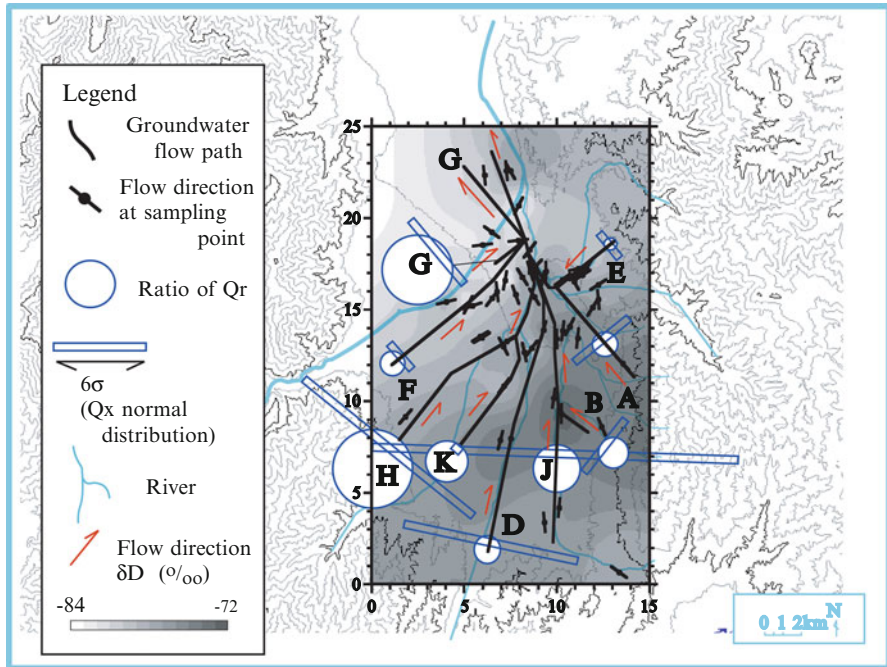 Legend
Groundwater
flow path
Flow direction
at sampling
point
Ratio of Qr
6σ
(Qx normal
distribution)
River
Flow direction
δD (o/oo)
-84 -72
25
20
15
10
5
0
0 5 10 15
G
G
E
F
A
B
H
K
J
D
0 1 2km
N